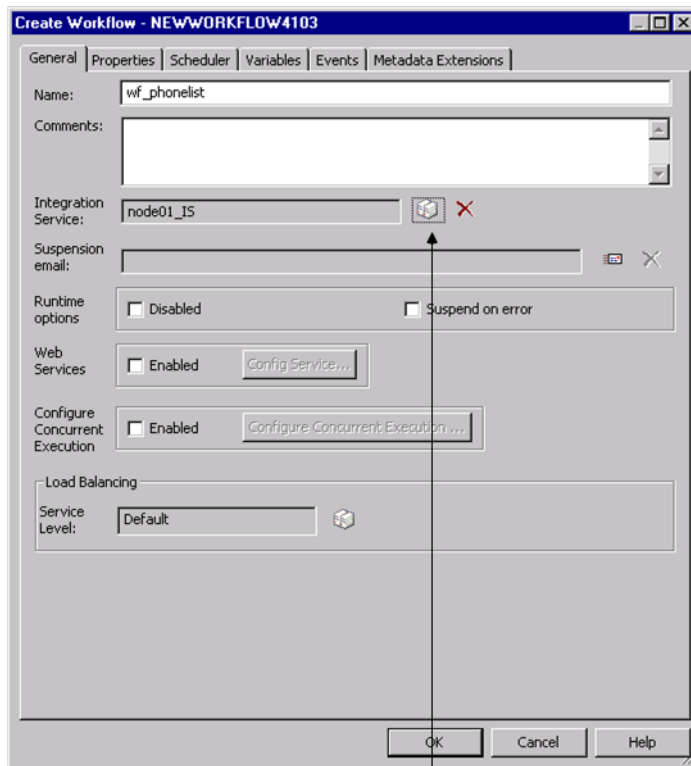 Create Workflow - NEWWORKFLOW4103
General Properties Scheduler Variables Events Metadata Extensions
Name: wf_phonelist
Comments:
Integration Service: node01_IS
Suspension email:
Runtime options Disabled Suspend on error
Web Services Enabled Config Service...
Configure Concurrent Execution Enabled Configure Concurrent Execution ...
Load Balancing
Service Level: Default
OK Cancel Help